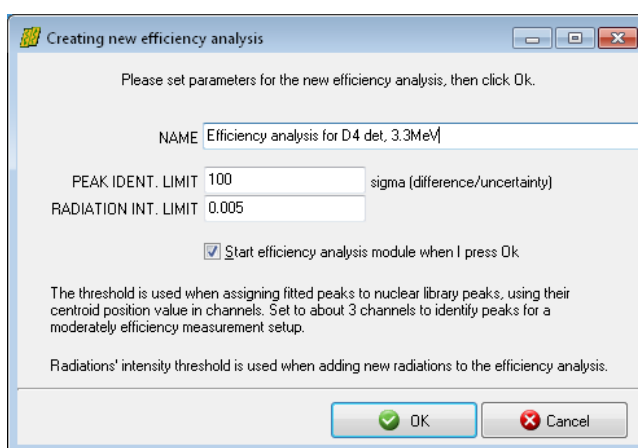 Creating new efficiency analysis
Please set parameters for the new efficiency analysis, then click Ok.
NAME Efficiency analysis for D4 det, 3.3MeV
PEAK IDENT. LIMIT 100 sigma (difference/uncertainty)
RADIATION INT. LIMIT 0.005
Start efficiency analysis module when I press Ok
The threshold is used when assigning fitted peaks to nuclear library peaks, using their
centroid position value in channels. Set to about 3 channels to identify peaks for a
moderately efficiency measurement setup.
Radiations' intensity threshold is used when adding new radiations to the efficiency analysis.
OK Cancel